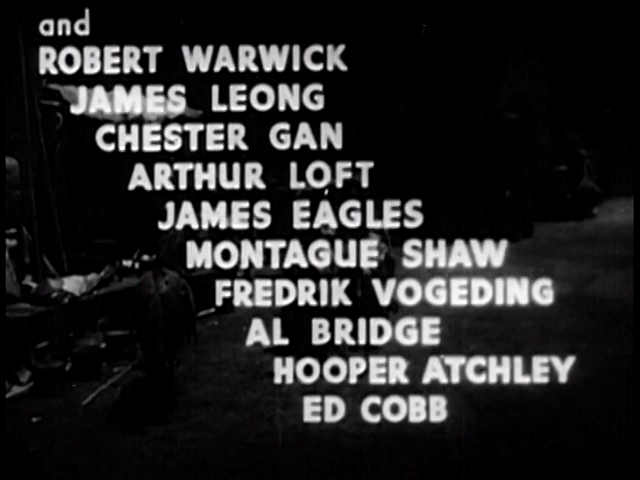 and
ROBERT WARWICK
JAMES LEONG
CHESTER GAN
ARTHUR LOFT
JAMES EAGLES
MONTAGUE SHAW
FREDRIK VOGEDING
AL BRIDGE
HOOPER ATCHLEY
ED COBB